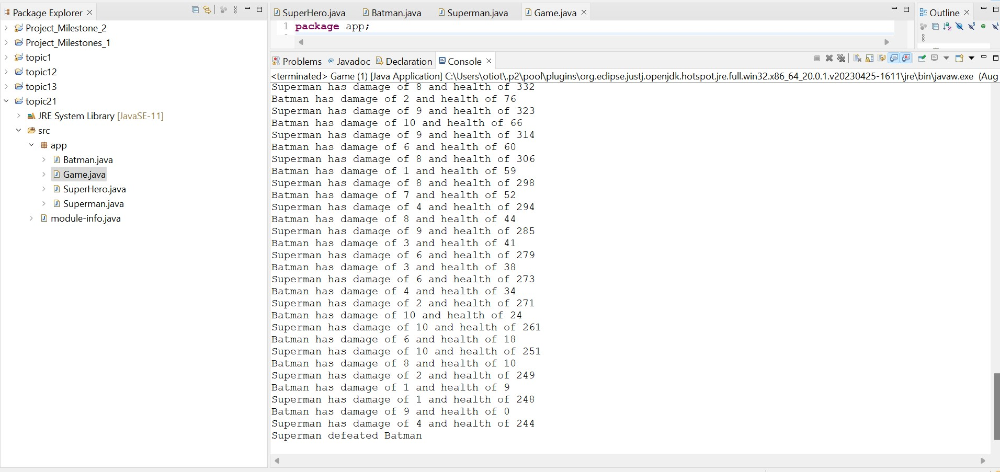 Package Explorer
Project_Milestone_2
Project_Milestones_1
topic1
topic12
topic13
topic21
JRE System Library [JavaSE-11]
src
app
Batman.java
Game.java
SuperHero.java
Superman.java
module-info.java
SuperHero.java Batman.java Superman.java Game.java
1 package app;
Outline
Problems @ Javadoc Declaration Console
<terminated> Game (1) [Java Application] C:\Users\otiot\.p2\pool\plugins\org.eclipse.justj.openjdk.hotspot.jre.full.win32.x86_64_20.0.1.v20230425-1611\jre\bin\javaw.exe (Aug
Superman has damage of 8 and health of 332
Batman has damage of 2 and health of 76
Superman has damage of 9 and health of 323
Batman has damage of 10 and health of 66
Superman has damage of 9 and health of 314
Batman has damage of 6 and health of 60
Superman has damage of 8 and health of 306
Batman has damage of 1 and health of 59
Superman has damage of 8 and health of 298
Batman has damage of 7 and health of 52
Superman has damage of 4 and health of 294
Batman has damage of 8 and health of 44
Superman has damage of 9 and health of 285
Batman has damage of 3 and health of 41
Superman has damage of 6 and health of 279
Batman has damage of 3 and health of 38
Superman has damage of 6 and health of 273
Batman has damage of 4 and health of 34
Superman has damage of 2 and health of 271
Batman has damage of 10 and health of 24
Superman has damage of 10 and health of 261
Batman has damage of 6 and health of 18
Superman has damage of 10 and health of 251
Batman has damage of 8 and health of 10
Superman has damage of 2 and health of 249
Batman has damage of 1 and health of 9
Superman has damage of 1 and health of 248
Batman has damage of 9 and health of 0
Superman has damage of 4 and health of 244
Superman defeated Batman